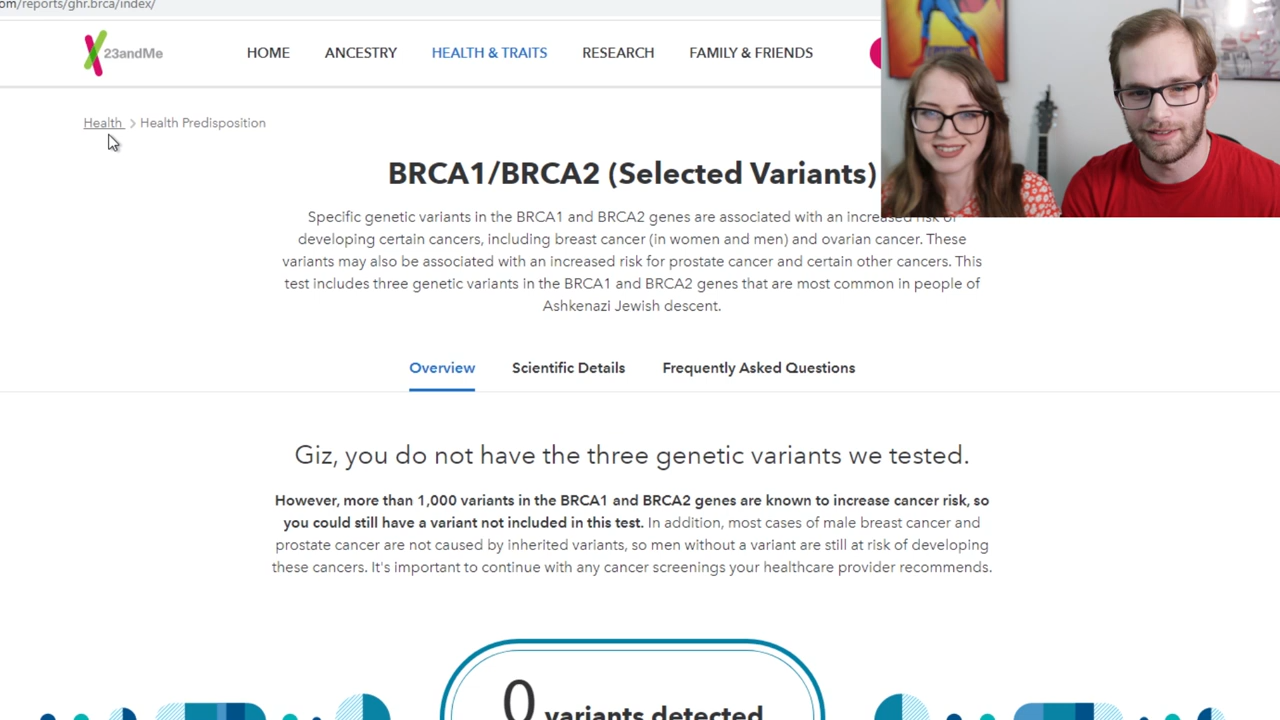 om/reports/ghr.brca/index/
23andMe
HOME
ANCESTRY
HEALTH & TRAITS
RESEARCH
FAMILY & FRIENDS
Health > Health Predisposition
BRCA1/BRCA2 (Selected Variants)
Specific genetic variants in the BRCA1 and BRCA2 genes are associated with an increased risk of
developing certain cancers, including breast cancer (in women and men) and ovarian cancer. These
variants may also be associated with an increased risk for prostate cancer and certain other cancers. This
test includes three genetic variants in the BRCA1 and BRCA2 genes that are most common in people of
Ashkenazi Jewish descent.
Overview
Scientific Details
Frequently Asked Questions
Giz, you do not have the three genetic variants we tested.
However, more than 1,000 variants in the BRCA1 and BRCA2 genes are known to increase cancer risk, so
you could still have a variant not included in this test. In addition, most cases of male breast cancer and
prostate cancer are not caused by inherited variants, so men without a variant are still at risk of developing
these cancers. It's important to continue with any cancer screenings your healthcare provider recommends.
0 variants detected